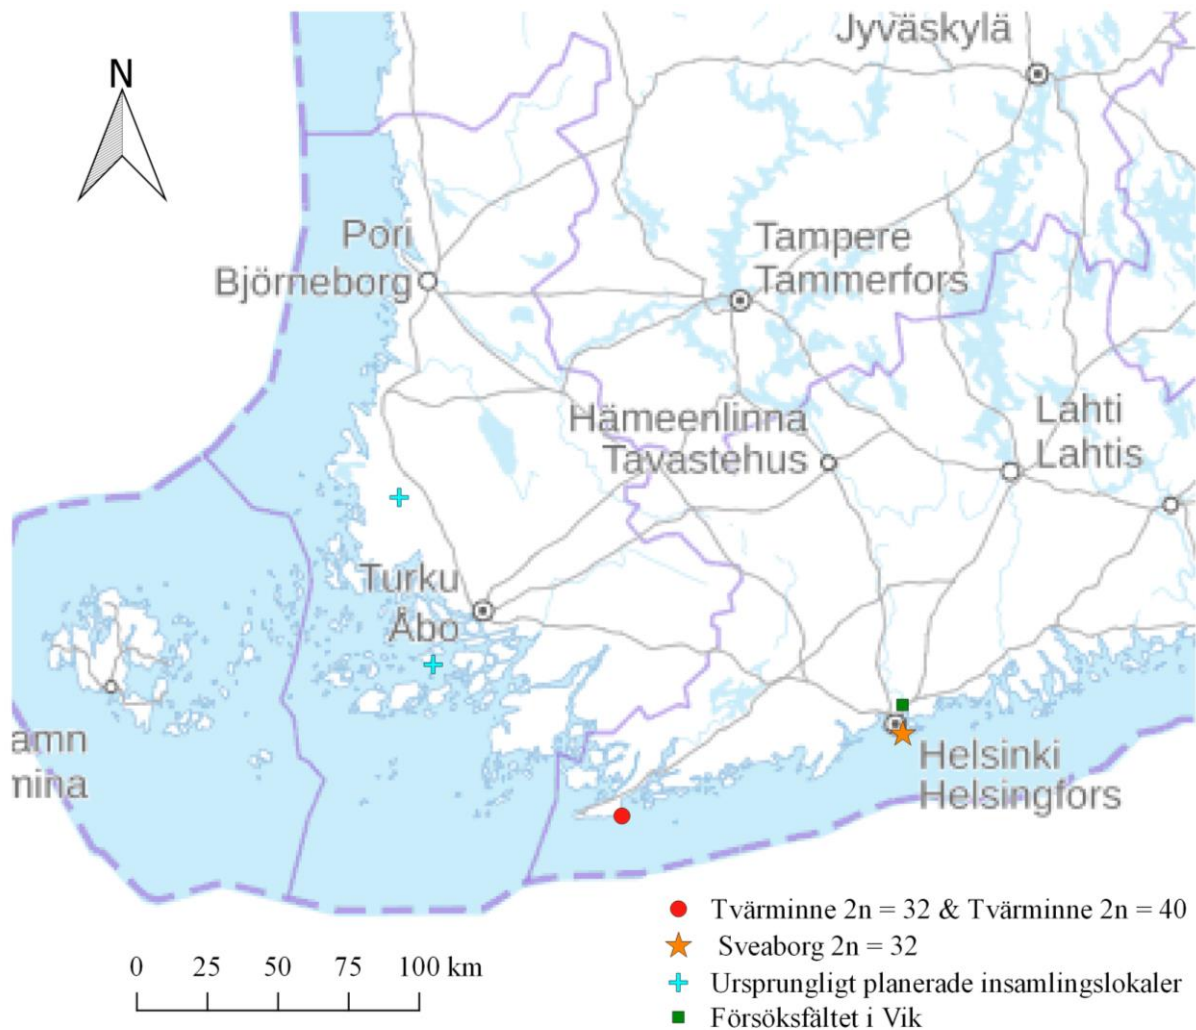 Jyväskylä
N
Pori
Björneborg
Tampere
Tammerfors
Hämeenlinna
Tavastehus
Lahti
Lahtis
Turku
Åbo
amn
mina
Helsinki
Helsingfors
Tvärminne 2n = 32 & Tvärminne 2n = 40
Sveaborg 2n = 32
Ursprungligt planerade insamlingslokaler
Försöksfältet i Vik
0 25 50 75 100 km